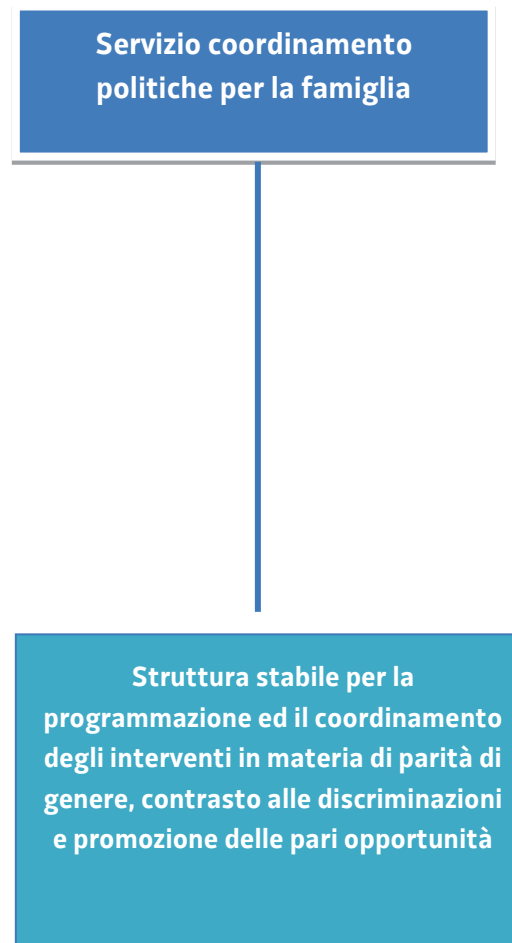 Servizio coordinamento
politiche per la famiglia
Struttura stabile per la
programmazione ed il coordinamento
degli interventi in materia di parità di
genere, contrasto alle discriminazioni
e promozione delle pari opportunità